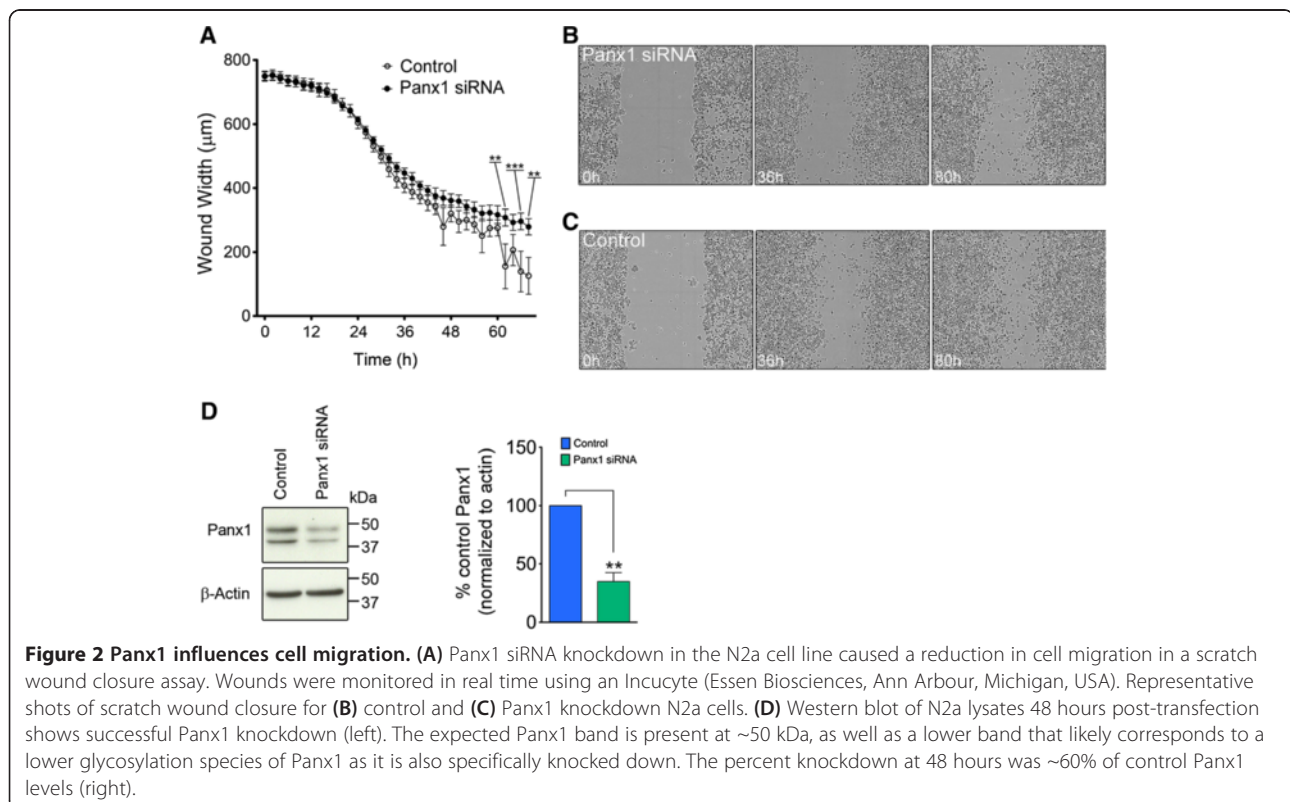 A
Control
Panx1 siRNA
800
600
400
200
0
Wound Width (μm)
** *** **
0 12 24 36 48 60
Time (h)
B
Panx1 siRNA
0h 36h 80h
C
Control
0h 36h 80h
D
Control Panx1 siRNA
kDa
Panx1
50
37
β-Actin
50
37
Control
Panx1 siRNA
150
100
50
0
% control Panx1
(normalized to actin)
**
Figure 2 Panx1 influences cell migration. (A) Panx1 siRNA knockdown in the N2a cell line caused a reduction in cell migration in a scratch
wound closure assay. Wounds were monitored in real time using an Incucyte (Essen Biosciences, Ann Arbour, Michigan, USA). Representative
shots of scratch wound closure for (B) control and (C) Panx1 knockdown N2a cells. (D) Western blot of N2a lysates 48 hours post-transfection
shows successful Panx1 knockdown (left). The expected Panx1 band is present at ~50 kDa, as well as a lower band that likely corresponds to a
lower glycosylation species of Panx1 as it is also specifically knocked down. The percent knockdown at 48 hours was ~60% of control Panx1
levels (right).